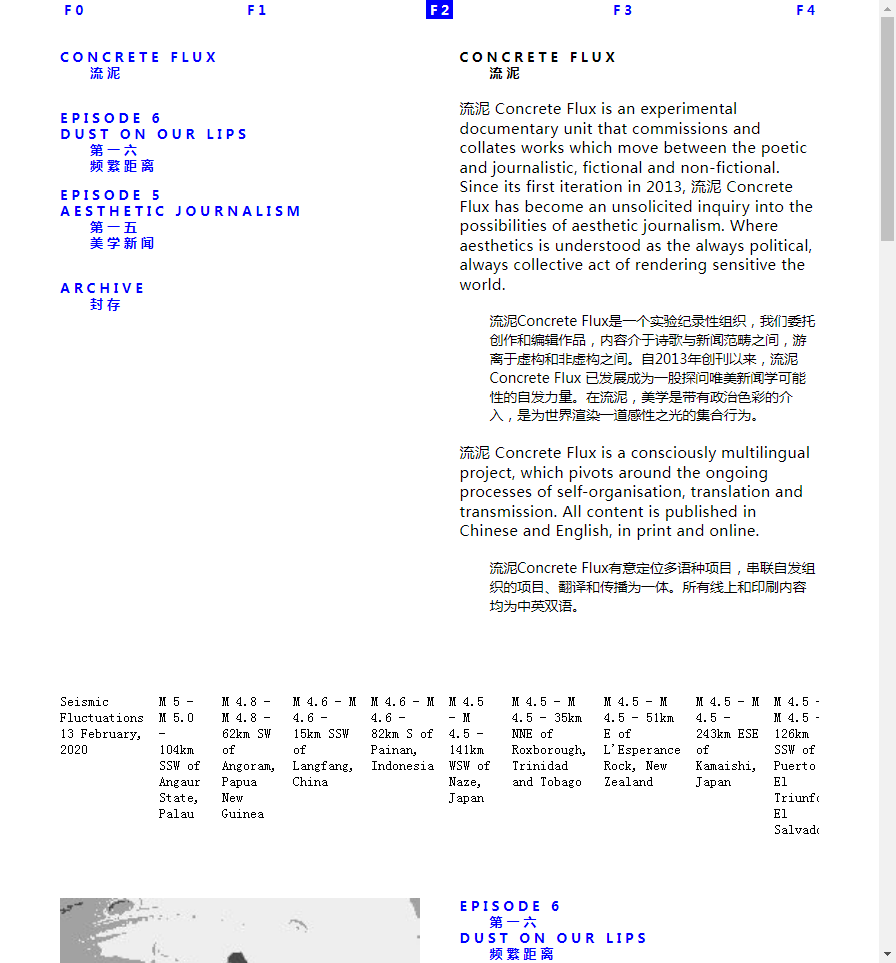 F0
F1
F2
F3
F4
CONCRETE FLUX
流泥
EPISODE 6
DUST ON OUR LIPS
第一六
频繁距离
EPISODE 5
AESTHETIC JOURNALISM
第一五
美学新闻
ARCHIVE
封存
CONCRETE FLUX
流泥
流泥 Concrete Flux is an experimental
documentary unit that commissions and
collates works which move between the poetic
and journalistic, fictional and non-fictional.
Since its first iteration in 2013, 流泥 Concrete
Flux has become an unsolicited inquiry into the
possibilities of aesthetic journalism. Where
aesthetics is understood as the always political,
always collective act of rendering sensitive the
world.
流泥Concrete Flux是一个实验纪录性组织，我们委托
创作和编辑作品，内容介于诗歌与新闻范畴之间，游
离于虚构和非虚构之间。自2013年创刊以来，流泥
Concrete Flux 已发展成为一股探问唯美新闻学可能
性的自发力量。在流泥，美学是带有政治色彩的介
入，是为世界渲染一道感性之光的集合行为。
流泥 Concrete Flux is a consciously multilingual
project, which pivots around the ongoing
processes of self-organisation, translation and
transmission. All content is published in
Chinese and English, in print and online.
流泥Concrete Flux有意定位多语种项目，串联自发组
织的项目、翻译和传播为一体。所有线上和印刷内容
均为中英双语。
Seismic
Fluctuations
13 February,
2020
M 5 -
M 5.0
-
104km
SSW of
Angaur
State,
Palau
M 4.8 -
M 4.8 -
62km SW
of
Angoram,
Papua
New
Guinea
M 4.6 - M
4.6 -
15km SSW
of
Langfang,
China
M 4.6 - M
4.6 -
82km S of
Painan,
Indonesia
M 4.5
- M
4.5 -
141km
WSW of
Naze,
Japan
M 4.5 - M
4.5 - 35km
NNE of
Roxborough,
Trinidad
and Tobago
M 4.5 - M
4.5 - 51km
E of
L'Esperance
Rock, New
Zealand
M 4.5 - M
4.5 -
243km ESE
of
Kamaishi,
Japan
M 4.5 -
M 4.5 -
126km
SSW of
Puerto
El
Triunfo
El
Salvado
EPISODE 6
第一六
DUST ON OUR LIPS
频繁距离